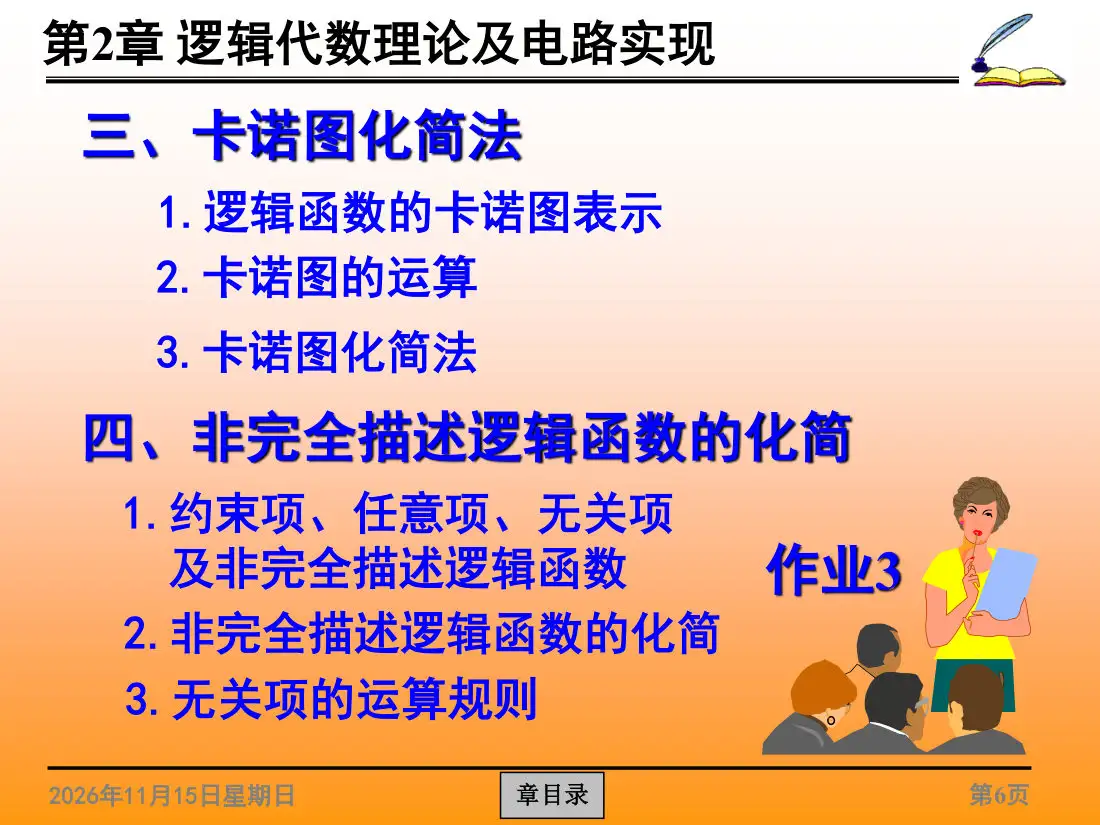 第2章 逻辑代数理论及电路实现
三、卡诺图化简法
1.逻辑函数的卡诺图表示
2.卡诺图的运算
3.卡诺图化简法
四、非完全描述逻辑函数的化简
1.约束项、任意项、无关项
及非完全描述逻辑函数
作业3
2.非完全描述逻辑函数的化简
3.无关项的运算规则
2026年11月15日星期日
章目录
第6页